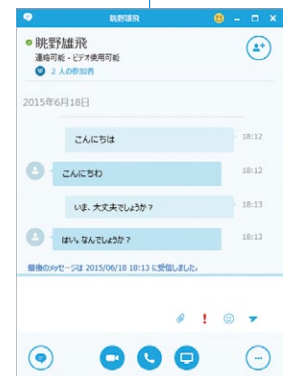 眺野雄飛
眺野雄飛
連絡可能 - ビデオ使用可能
2 人の参加者
2015年6月18日
こんにちは 18:12
こんにちわ 18:12
いま、大丈夫でしょうか？ 18:13
はい。なんでしょうか？ 18:13
最後のメッセージは 2015/06/18 18:13 に受信しました。